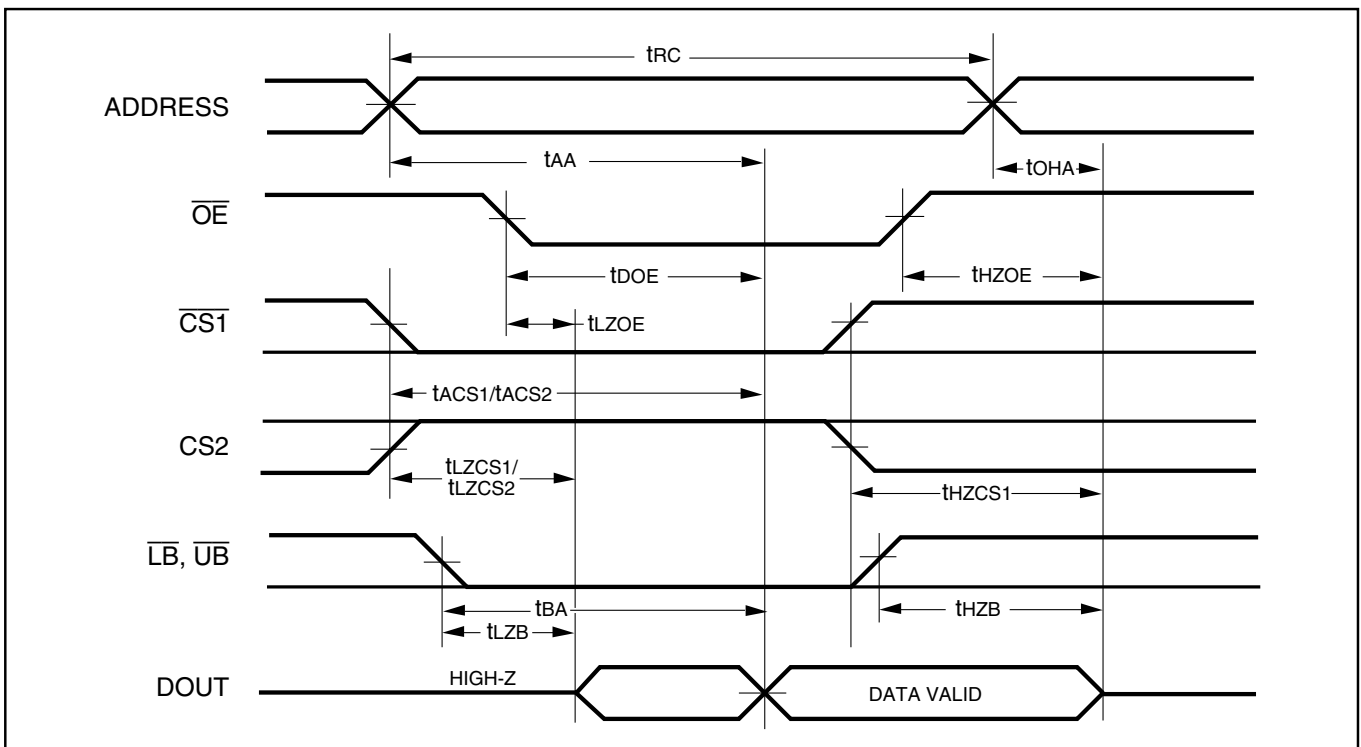 tRC
ADDRESS
tAA
tOHA
OE
tDOE
tHZOE
CS1
tLZOE
tACS1/tACS2
CS2
tLZCS1/
tLZCS2
tHZCS1
LB, UB
tBA
tHZB
tLZB
HIGH-Z
DOUT
DATA VALID